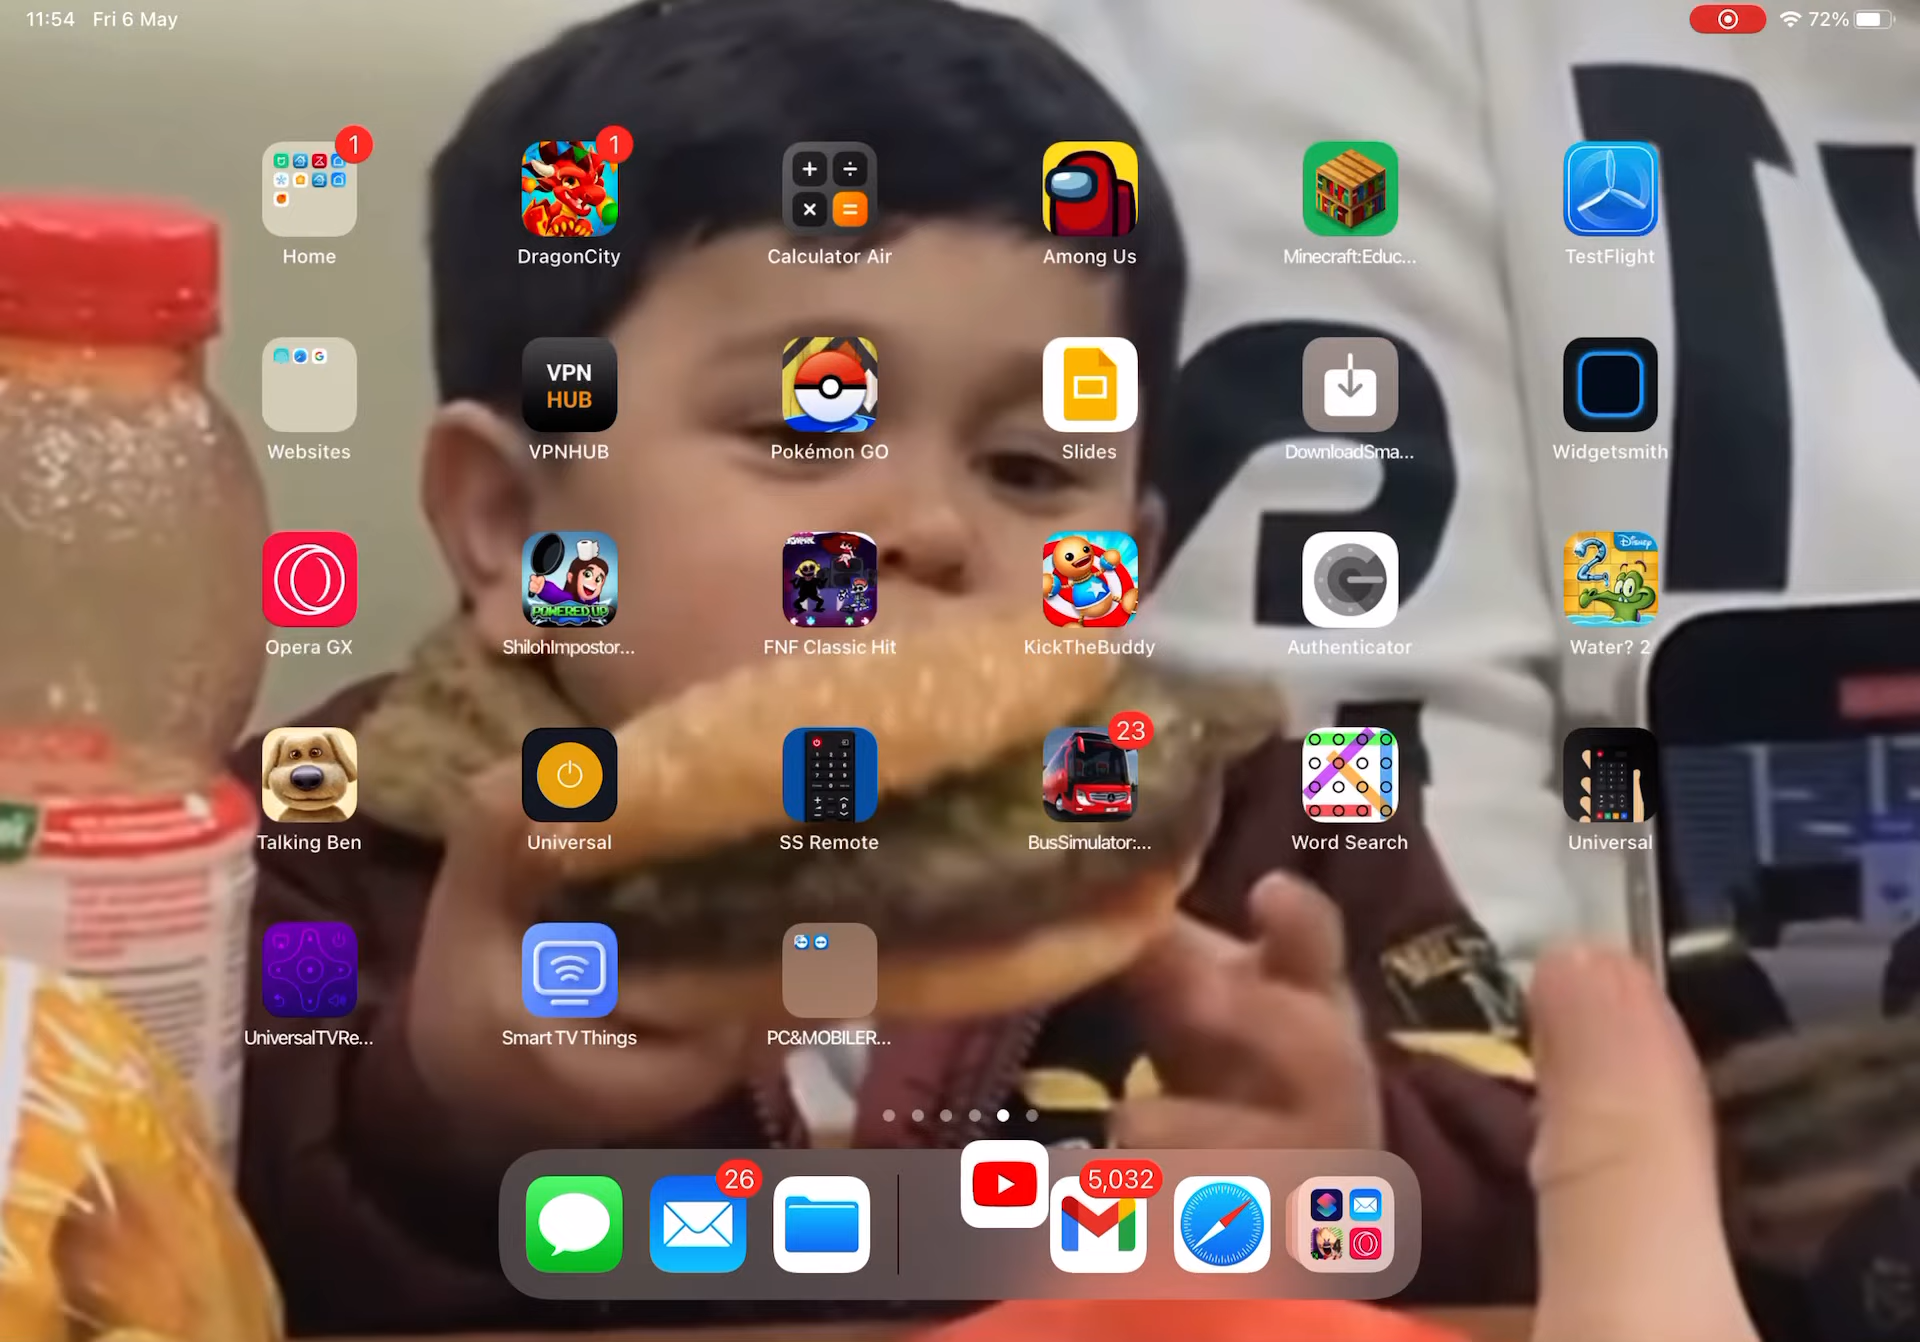 11:54 Fri 6 May
72%
1
1
Home
DragonCity
Calculator Air
Among Us
Minecraft:Educ...
TestFlight
VPN
HUB
Websites
VPNHUB
Pokémon GO
Slides
DownloadSma...
Widgetsmith
POWERED UP
Disney
2
Opera GX
ShilohImpostor...
FNF Classic Hit
KickTheBuddy
Authenticator
Water? 2
23
Talking Ben
Universal
SS Remote
BusSimulator:...
Word Search
Universal
UniversalTVRe...
Smart TV Things
PC&MOBILER...
26
5,032